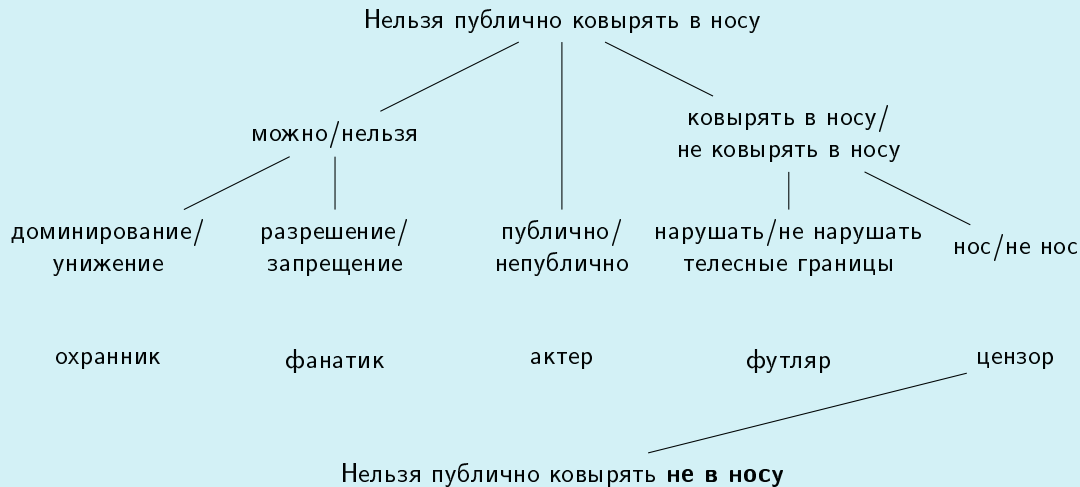 Нельзя публично ковырять в носу
можно/нельзя
ковырять в носу/
не ковырять в носу
доминирование/
унижение
разрешение/
запрещение
публично/
непублично
нарушать/не нарушать
телесные границы
нос/не нос
охранник
фанатик
актер
футляр
цензор
Нельзя публично ковырять не в носу